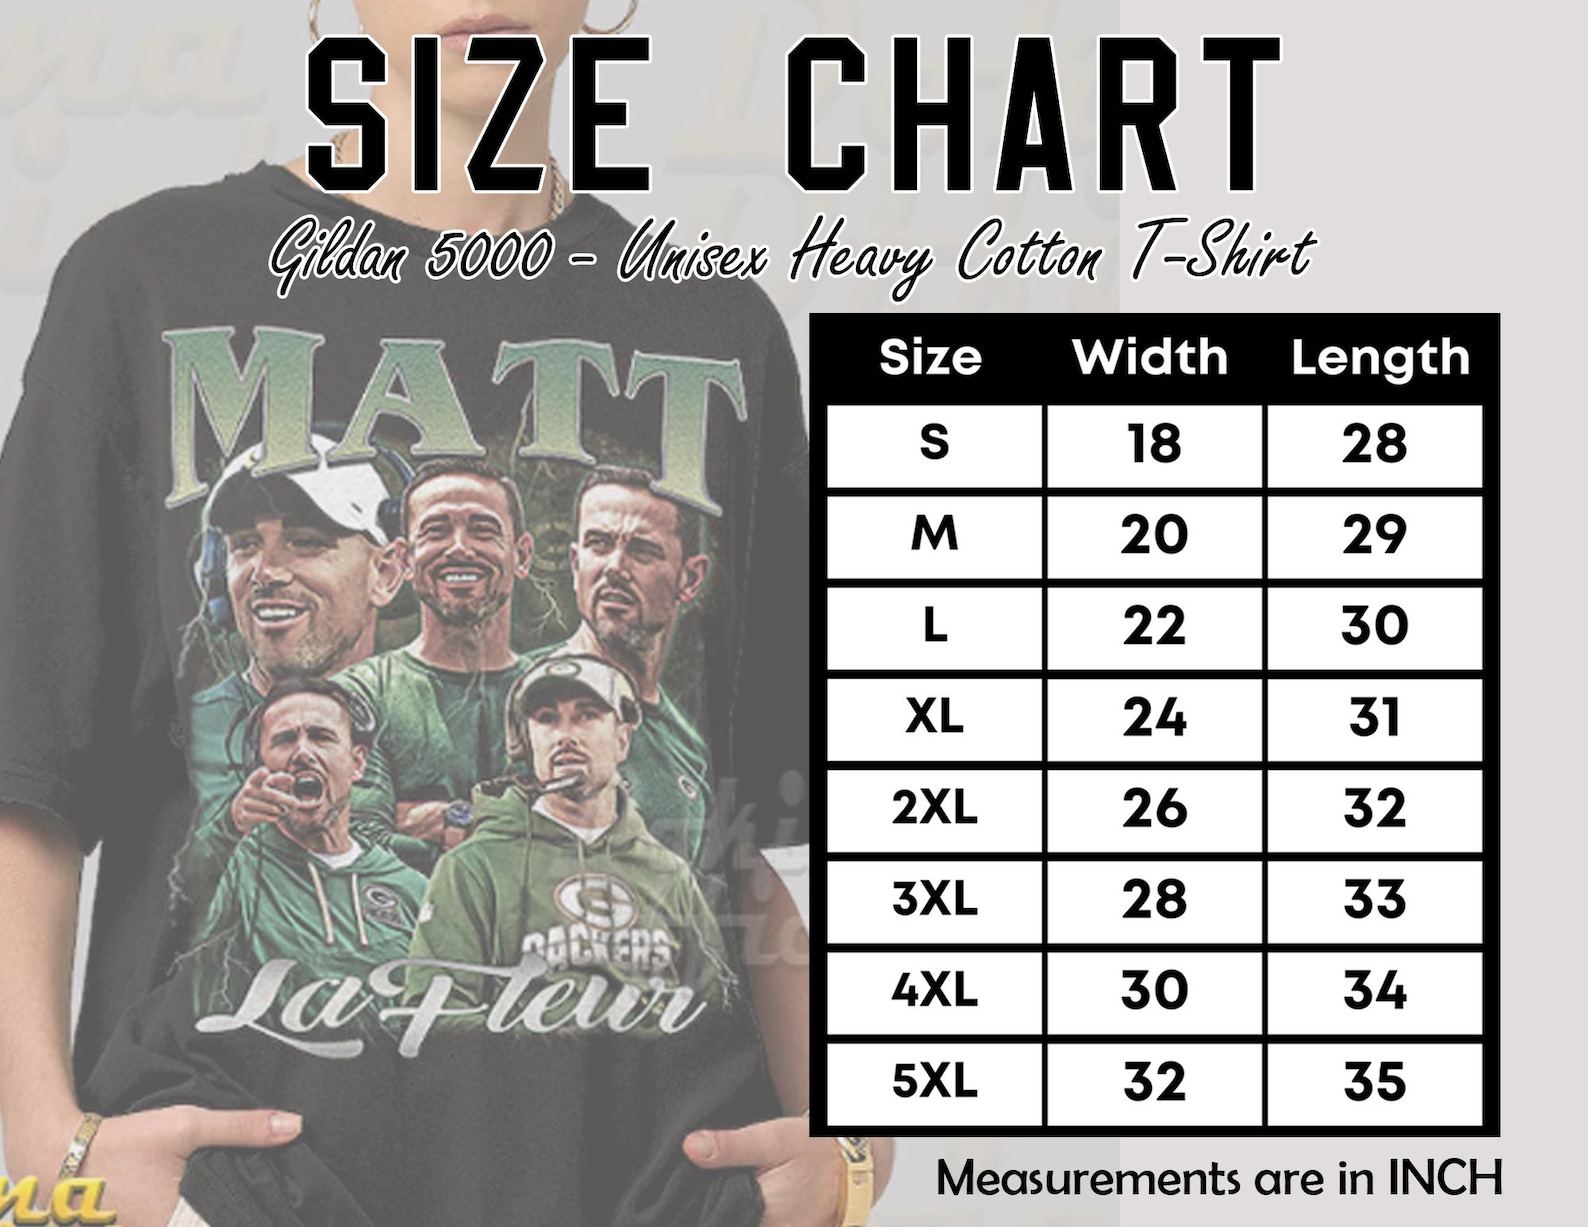 SIZE CHART
Gildan 5000 - Unisex Heavy Cotton T-Shirt
MATT
PACKERS
LaFleur
Size Width Length
S 18 28
M 20 29
L 22 30
XL 24 31
2XL 26 32
3XL 28 33
4XL 30 34
5XL 32 35
Measurements are in INCH